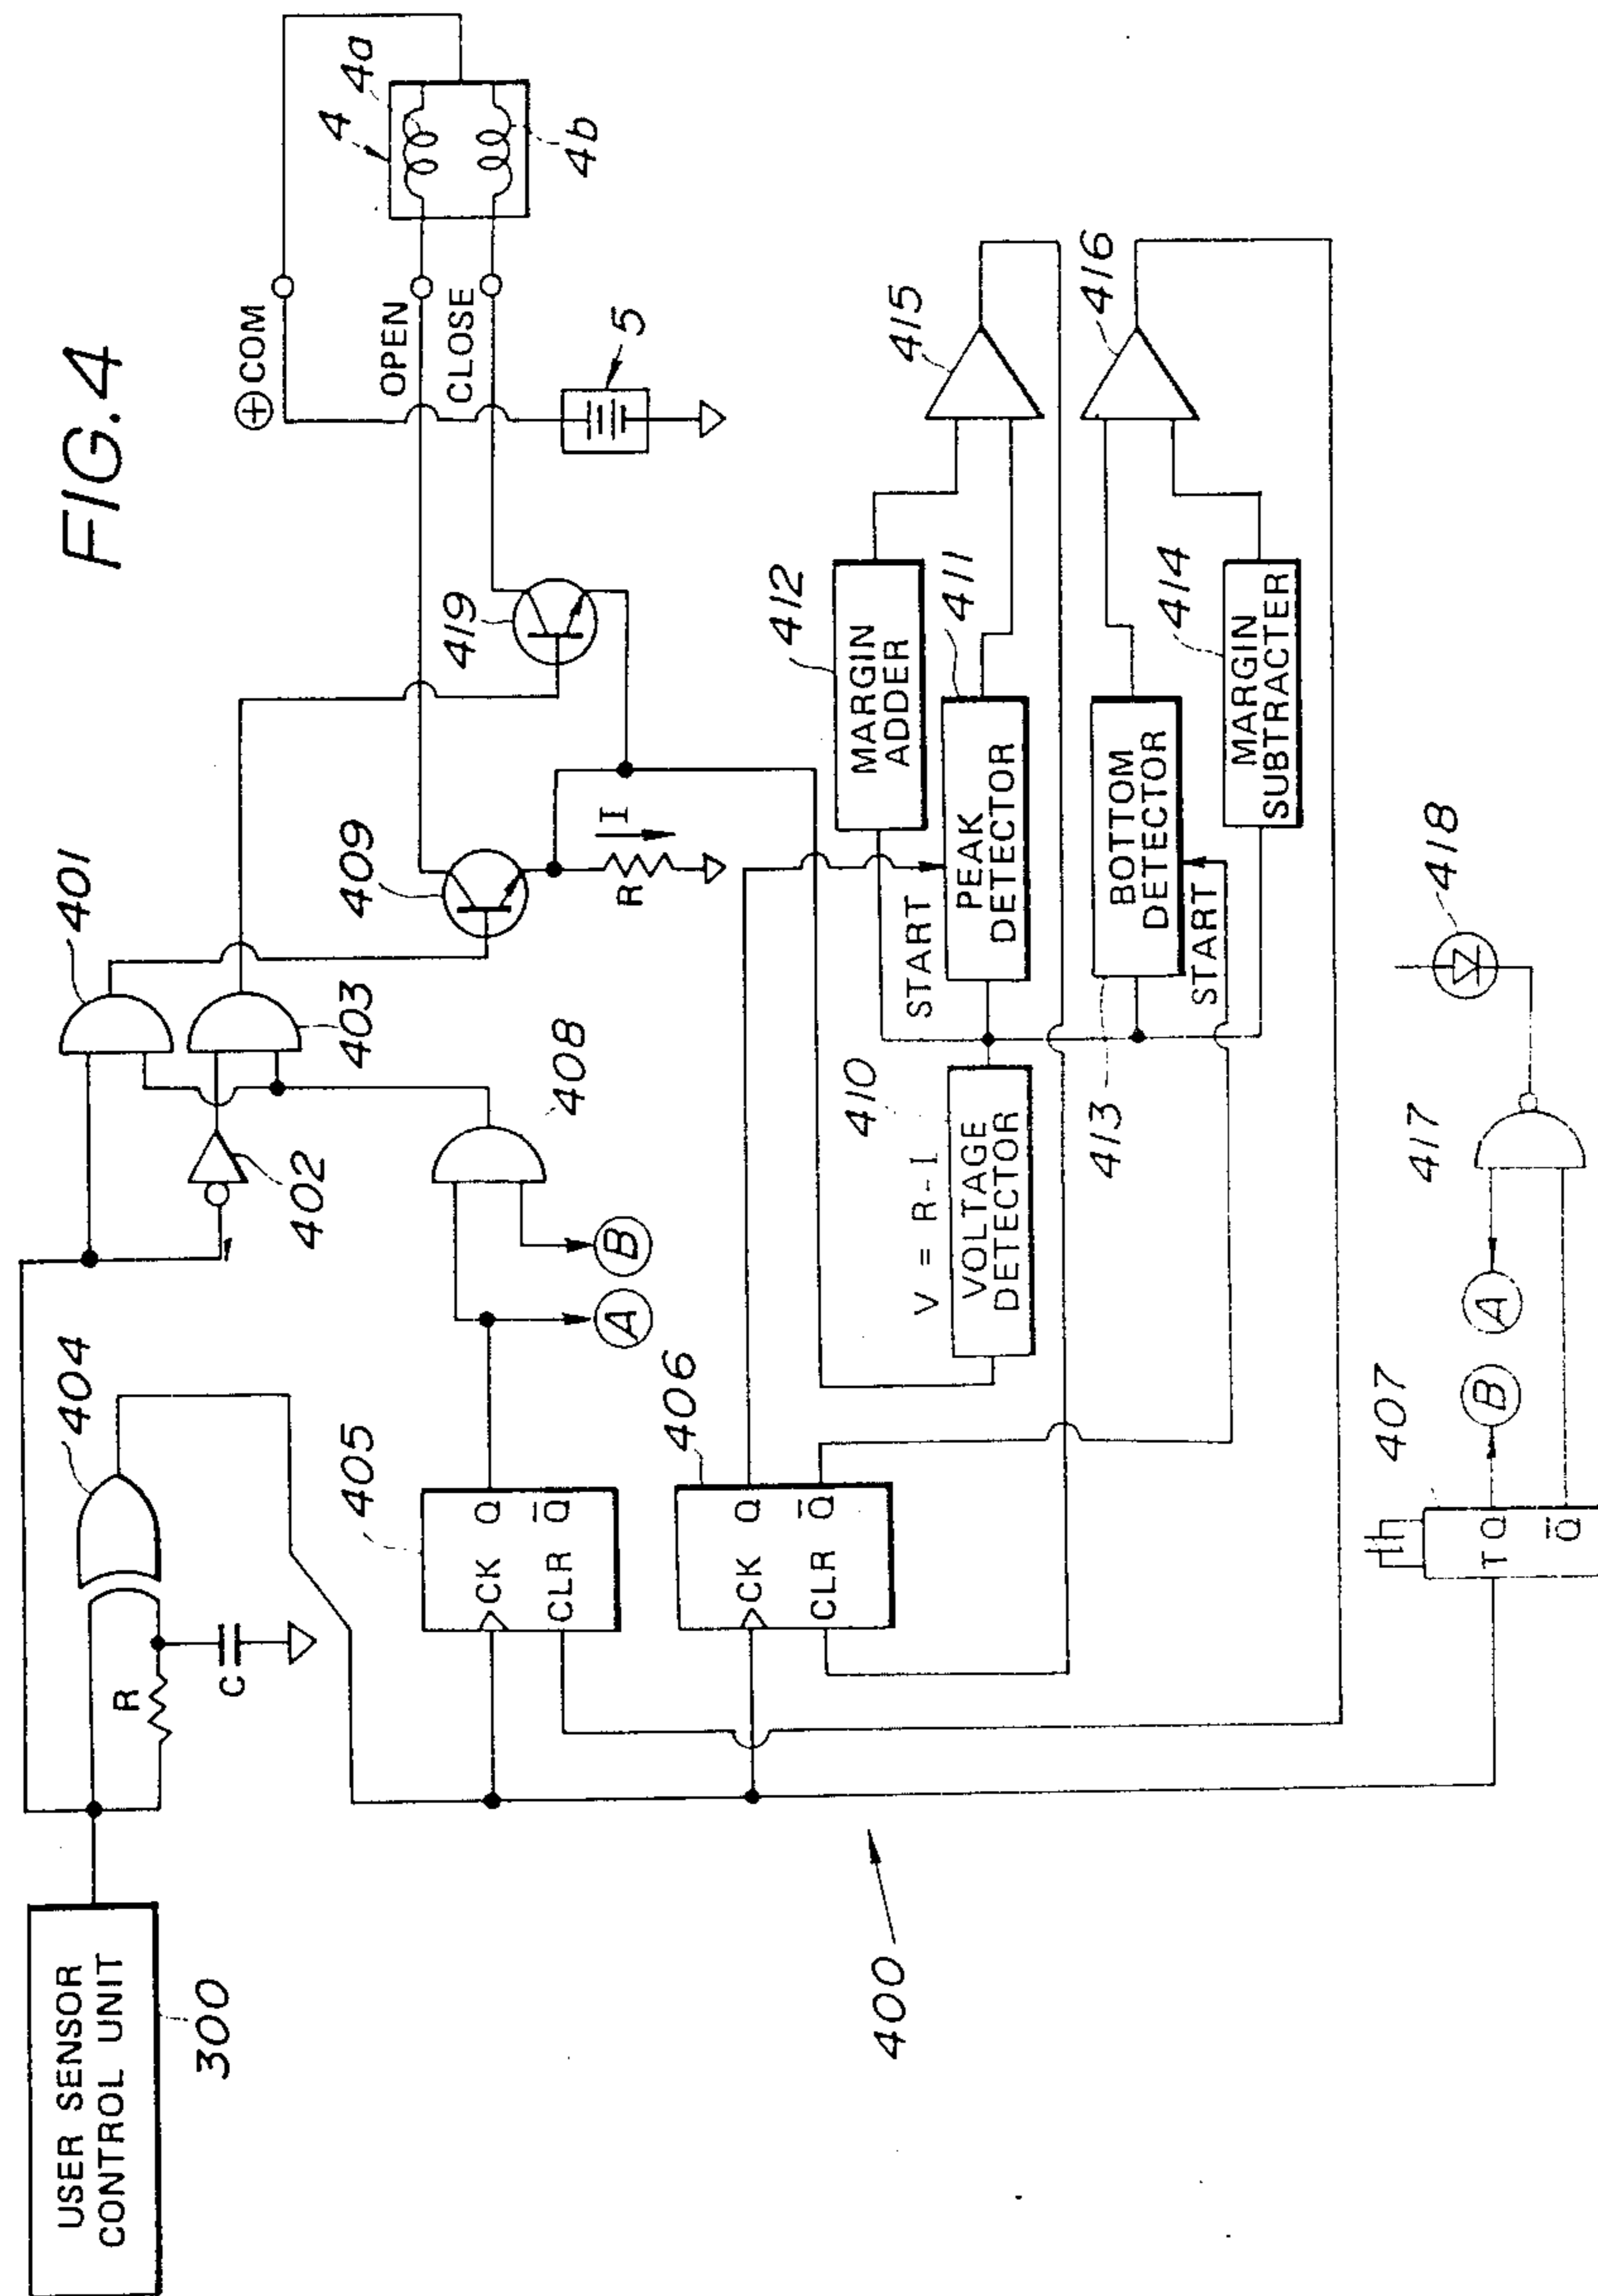 FIG.4
USER SENSOR
CONTROL UNIT
300
404
R
C
401
402
403
405
CK Q
CLR Q̅
A
B
408
409
419
I
R
⊕ COM
OPEN
CLOSE
4
4a
4b
5
406
CK Q
CLR Q̅
V = R-I
VOLTAGE
DETECTOR
410
START
MARGIN
ADDER
412
PEAK
DETECTOR
411
415
BOTTOM
DETECTOR
413
START
MARGIN
SUBTRACTER
414
416
400
407
T Q
Q̅
B
A
417
418